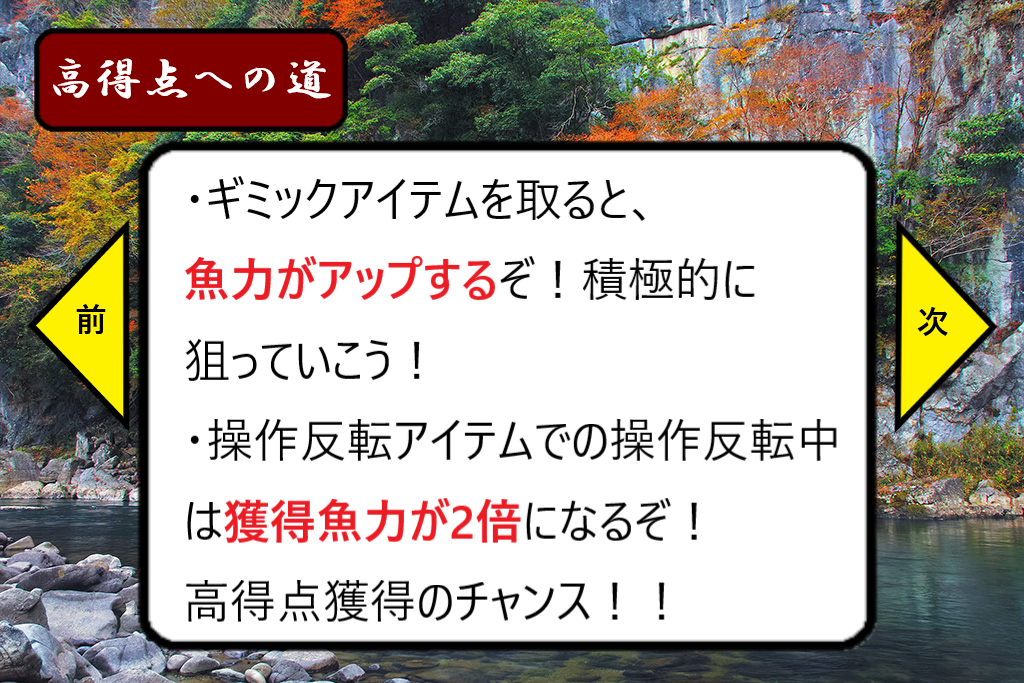 高得点への道
・ギミックアイテムを取ると、
魚力がアップするぞ！積極的に
狙っていこう！
・操作反転アイテムでの操作反転中
は獲得魚力が2倍になるぞ！
高得点獲得のチャンス！！
前
次